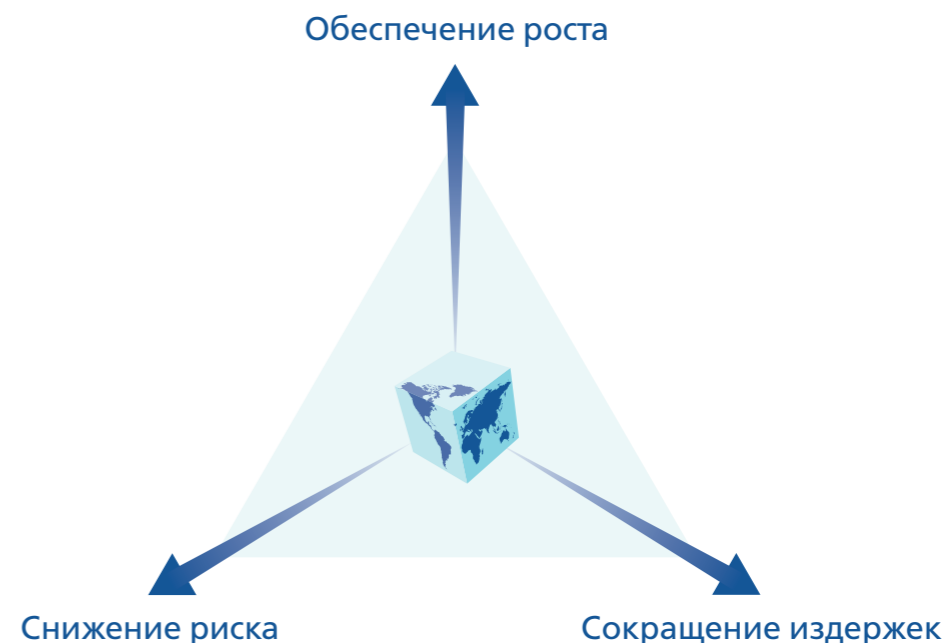 Обеспечение роста
Снижение риска
Сокращение издержек